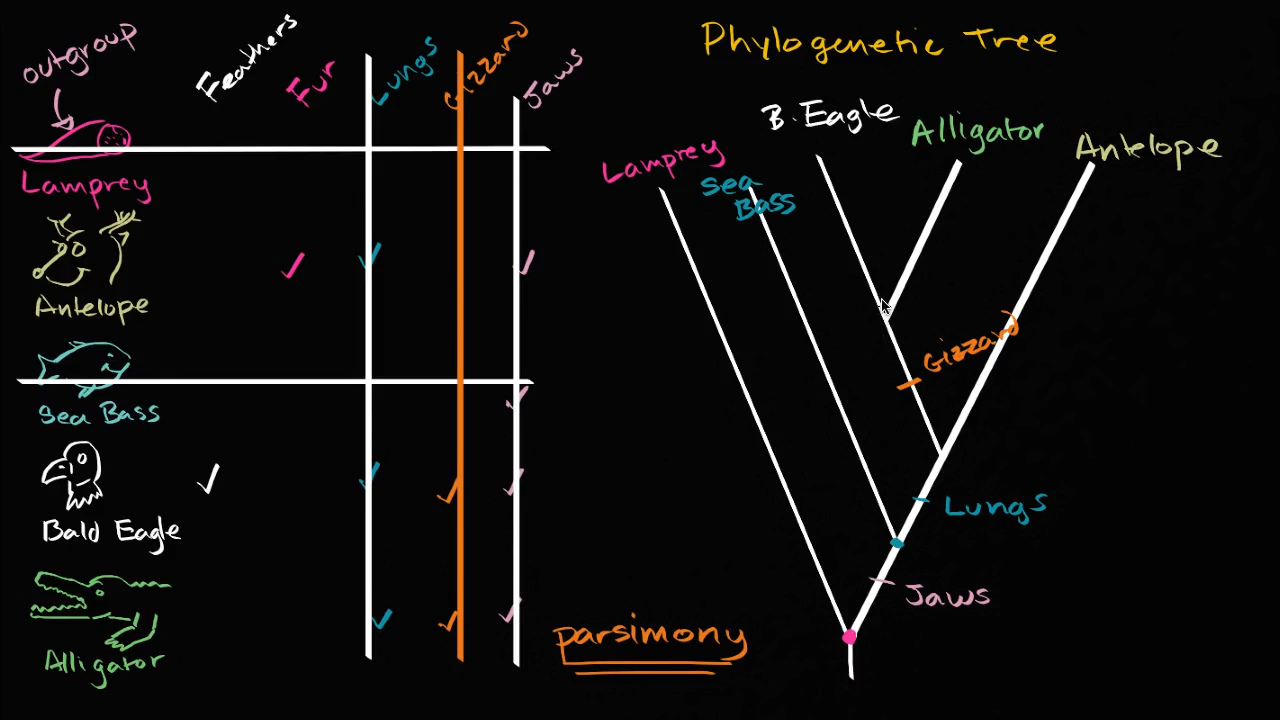 Phylogenetic Tree
outgroup
Feathers
Fur
Lungs
Gizzard
Jaws
Lamprey
Antelope
Sea Bass
Bald Eagle
Alligator
Lamprey
Sea
Bass
B. Eagle
Alligator
Antelope
Gizzard
Lungs
Jaws
parsimony